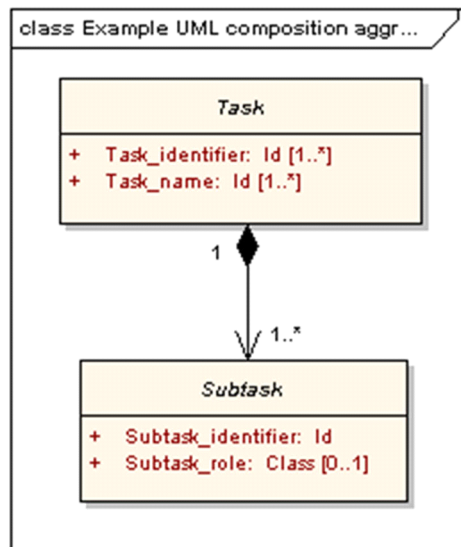 class Example UML composition aggr...
Task
+ Task_identifier: Id [1..*]
+ Task_name: Id [1..*]
1
1..*
Subtask
+ Subtask_identifier: Id
+ Subtask_role: Class [0..1]